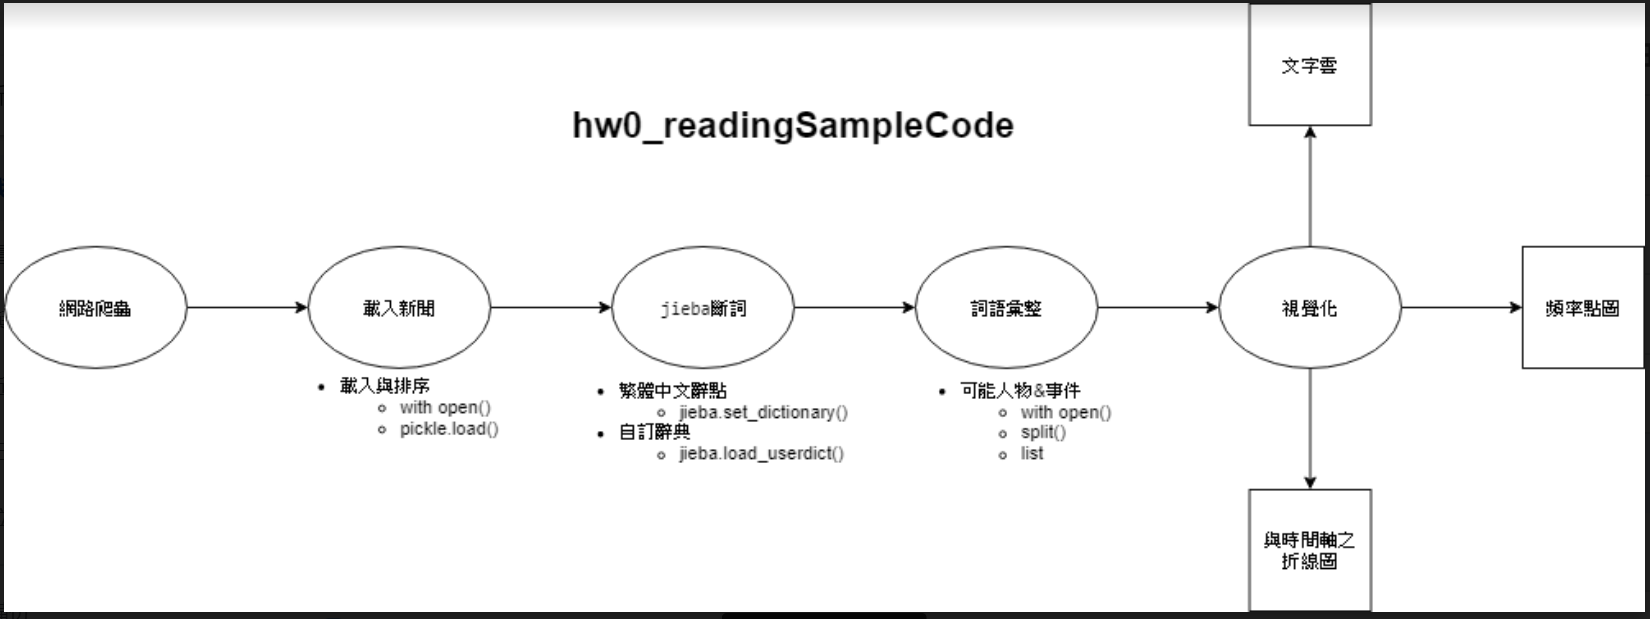 文字雲
hw0_readingSampleCode
網路爬蟲
載入新聞
jieba斷詞
詞語彙整
視覺化
頻率點圖
載入與排序
with open()
pickle.load()
繁體中文辭點
jieba.set_dictionary()
自訂辭典
jieba.load_userdict()
可能人物&事件
with open()
split()
list
與時間軸之
折線圖